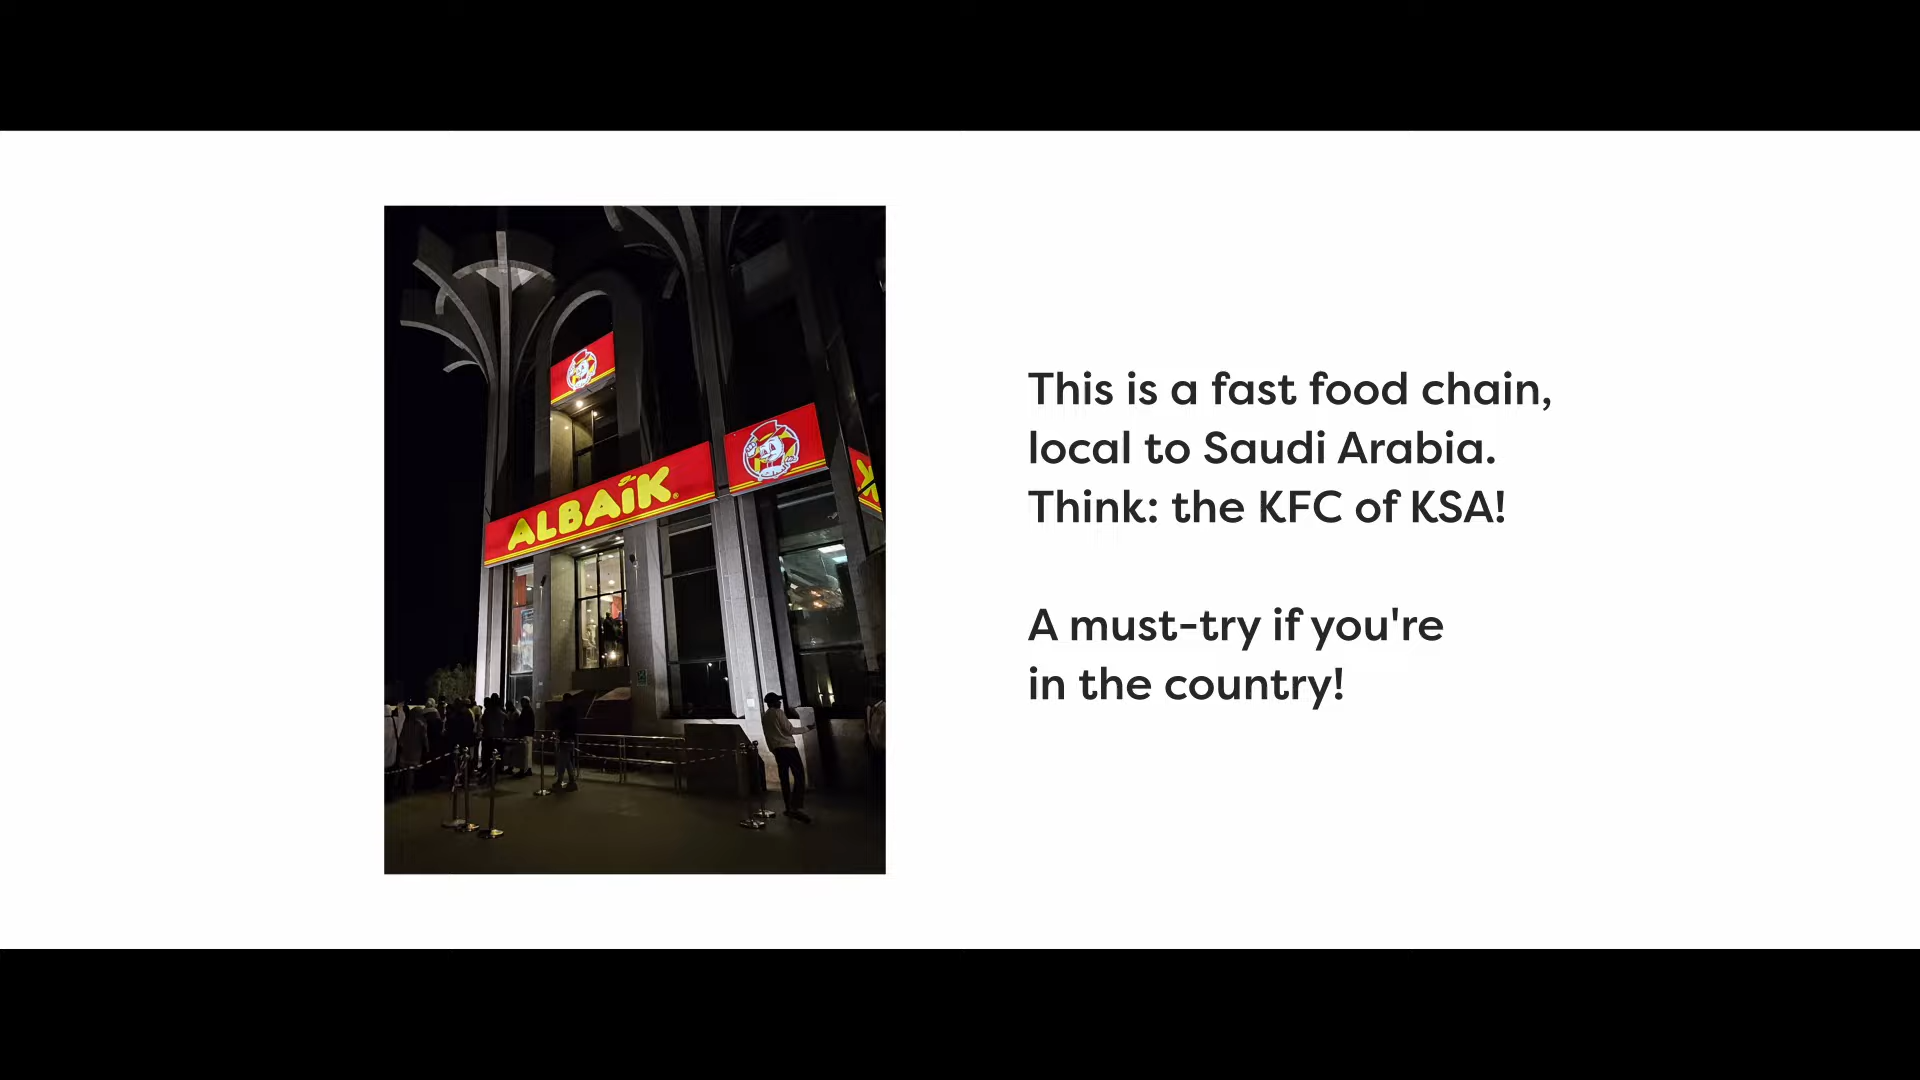 ALBAIK
This is a fast food chain,
local to Saudi Arabia.
Think: the KFC of KSA!
A must-try if you're
in the country!